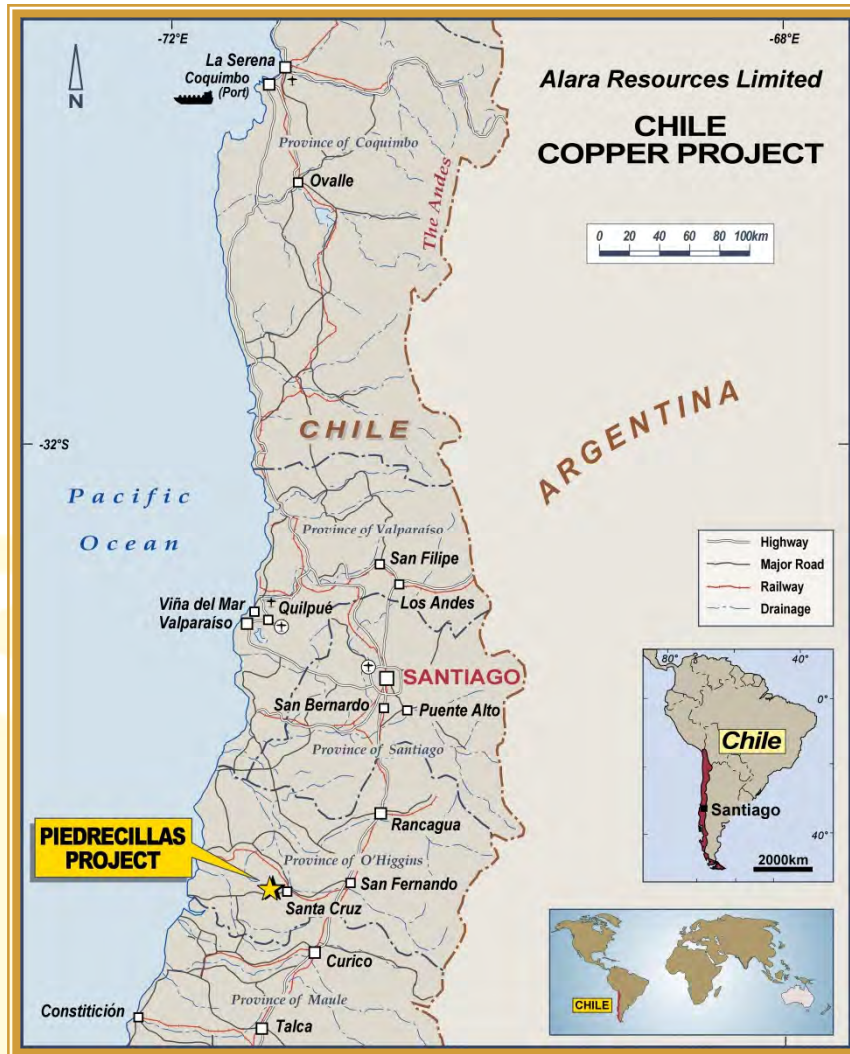 -72°E
-68°E
N
La Serena
Coquimbo
(Port)
Alara Resources Limited
CHILE
COPPER PROJECT
Province of Coquimbo
Ovalle
The Andes
0 20 40 60 80 100km
-32°S
CHILE
ARGENTINA
Pacific
Ocean
Province of Valparaíso
San Filipe
Los Andes
Highway
Major Road
Railway
Drainage
Viña del Mar
Quilpué
Valparaíso
SANTIAGO
San Bernardo
Puente Alto
Province of Santiago
80°
40°
0°
Chile
Santiago
40°
2000km
Rancagua
PIEDRECILLAS
PROJECT
Province of O'Higgins
San Fernando
Santa Cruz
Curico
Province of Maule
Constitición
Talca
CHILE